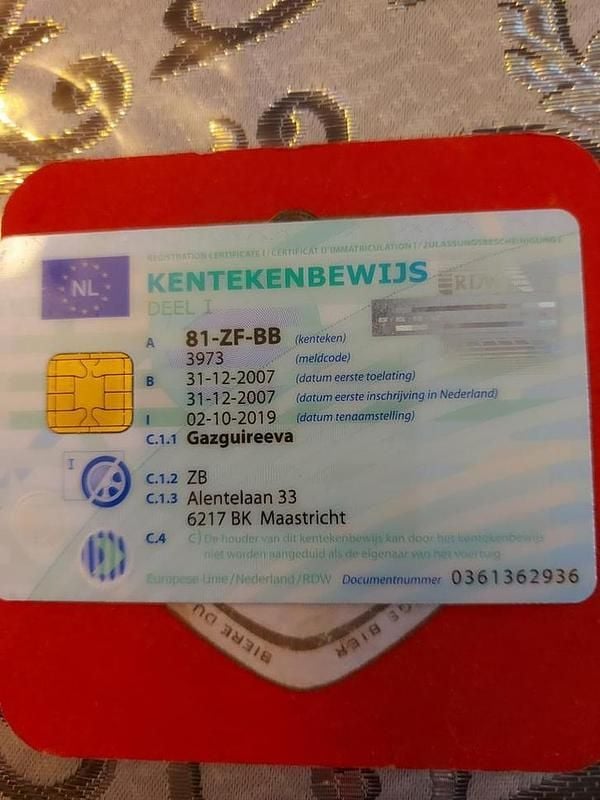 REGISTRATION CERTIFICATE I / CERTIFICAT D'IMMATRICULATION I / ZULASSUNGSBESCHEINIGUNG I
NL
KENTEKENBEWIJS
RDW
DEEL I
A 81-ZF-BB (kenteken)
3973 (meldcode)
B 31-12-2007 (datum eerste toelating)
31-12-2007 (datum eerste inschrijving in Nederland)
I 02-10-2019 (datum tenaamstelling)
C.1.1 Gazguireeva
I
C.1.2 ZB
C.1.3 Alentelaan 33
6217 BK Maastricht
C.4 C) De houder van dit kentekenbewijs kan door het kentekenbewijs
niet worden aangeduid als de eigenaar van het voertuig
Europese Unie/Nederland/RDW Documentnummer 0361362936
BIERE DU
BIER